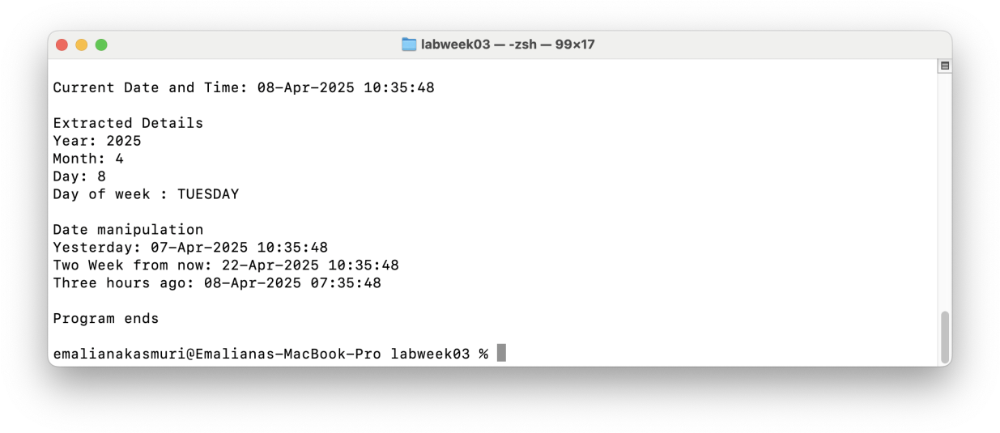 labweek03 — -zsh — 99×17
Current Date and Time: 08-Apr-2025 10:35:48
Extracted Details
Year: 2025
Month: 4
Day: 8
Day of week : TUESDAY
Date manipulation
Yesterday: 07-Apr-2025 10:35:48
Two Week from now: 22-Apr-2025 10:35:48
Three hours ago: 08-Apr-2025 07:35:48
Program ends
emalianakasmuri@Emalianas-MacBook-Pro labweek03 %